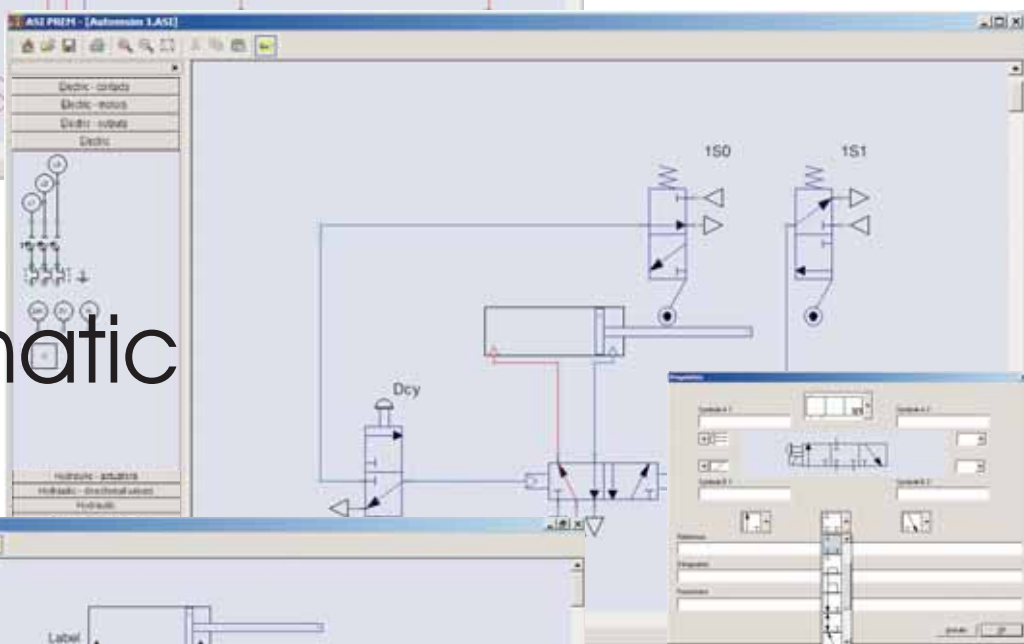 ASI PREM - [Automsim 1.ASI]
Electric - contacts
Electric - motors
Electric - outputs
Electric
1S0
1S1
natic
Dcy
Properties
Hydraulic - actuators
Hydraulic - directional valves
Hydraulic
Label